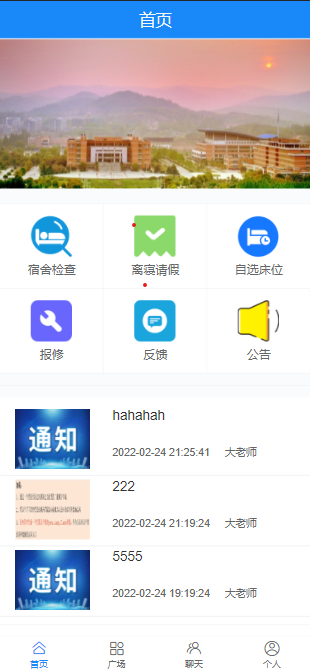 首页
宿舍检查
离寝请假
自选床位
报修
反馈
公告
通知
hahahah
2022-02-24 21:25:41 大老师
222
2022-02-24 21:19:24 大老师
通知
5555
2022-02-24 19:19:24 大老师
首页
广场
聊天
个人